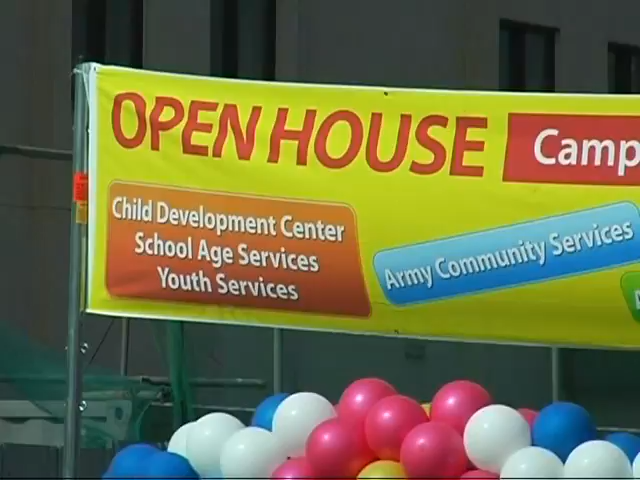 OPEN HOUSE
Camp
Child Development Center
School Age Services
Youth Services
Army Community Services